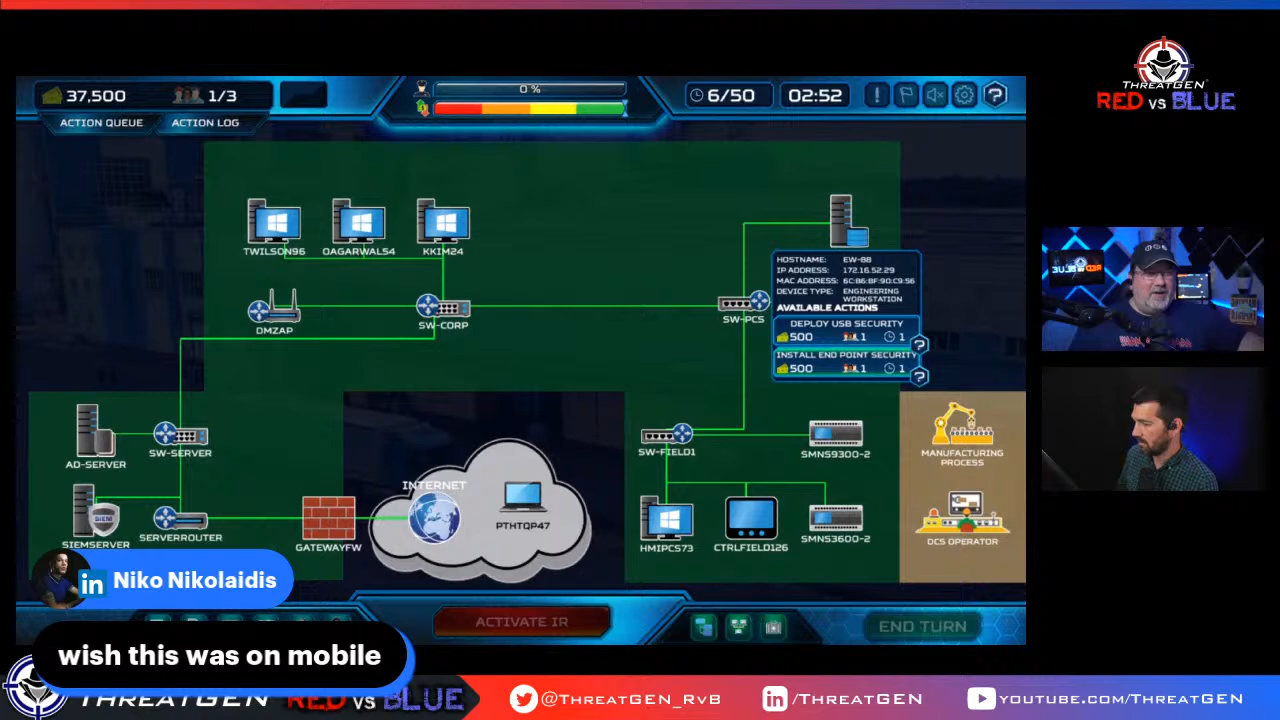 37,500
1/3
0 %
6/50
02:52
!
?
ACTION QUEUE
ACTION LOG
THREATGEN®
RED VS BLUE
TWILSON96
OAGARWAL54
KKIM24
DMZAP
SW-CORP
SW-PCS
HOSTNAME: EW-88
IP ADDRESS: 172.16.52.29
MAC ADDRESS: 6C:B6:BF:90:C9:56
DEVICE TYPE: ENGINEERING
WORKSTATION
AVAILABLE ACTIONS
DEPLOY USB SECURITY
500 1 1
?
INSTALL END POINT SECURITY
500 1 1
?
AD-SERVER
SW-SERVER
SIEM
SIEMSERVER
SERVERROUTER
GATEWAYFW
INTERNET
PTHTQP47
SW-FIELD1
SMNS9300-2
HMIPCS73
CTRLFIELD126
SMNS3600-2
MANUFACTURING
PROCESS
DCS OPERATOR
in Niko Nikolaidis
ACTIVATE IR
END TURN
wish this was on mobile
THREATGEN RED VS BLUE
@THREATGEN_RVB
in /THREATGEN
YOUTUBE.COM/THREATGEN